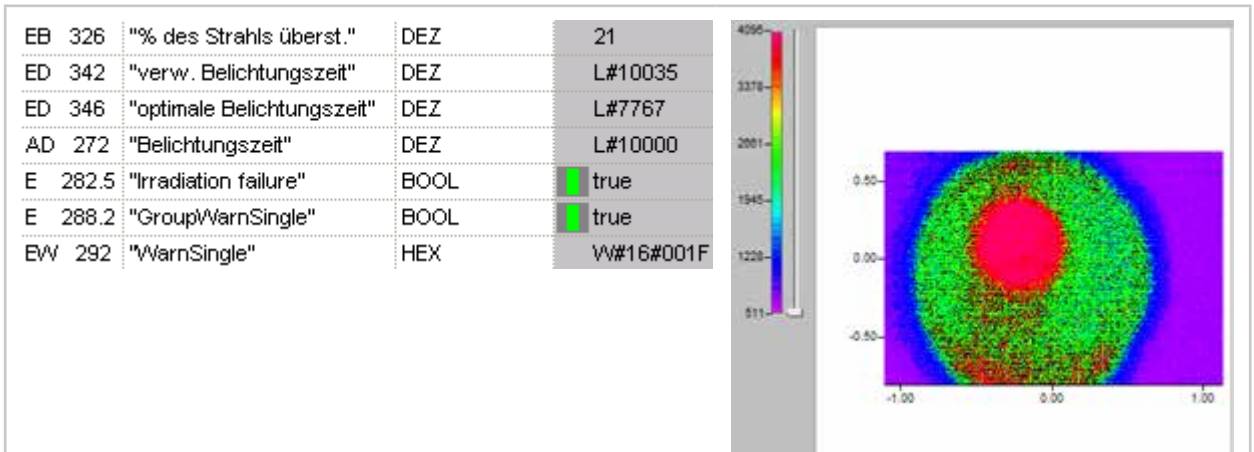 EB 326 "% des Strahls überst." DEZ 21
ED 342 "verw. Belichtungszeit" DEZ L#10035
ED 346 "optimale Belichtungszeit" DEZ L#7767
AD 272 "Belichtungszeit" DEZ L#10000
E 282.5 "Irradiation failure" BOOL true
E 288.2 "GroupWarnSingle" BOOL true
EW 292 "WarnSingle" HEX W#16#001F
4095
3378
2661
1945
1228
511
0.50
0.00
-0.50
-1.00 0.00 1.00